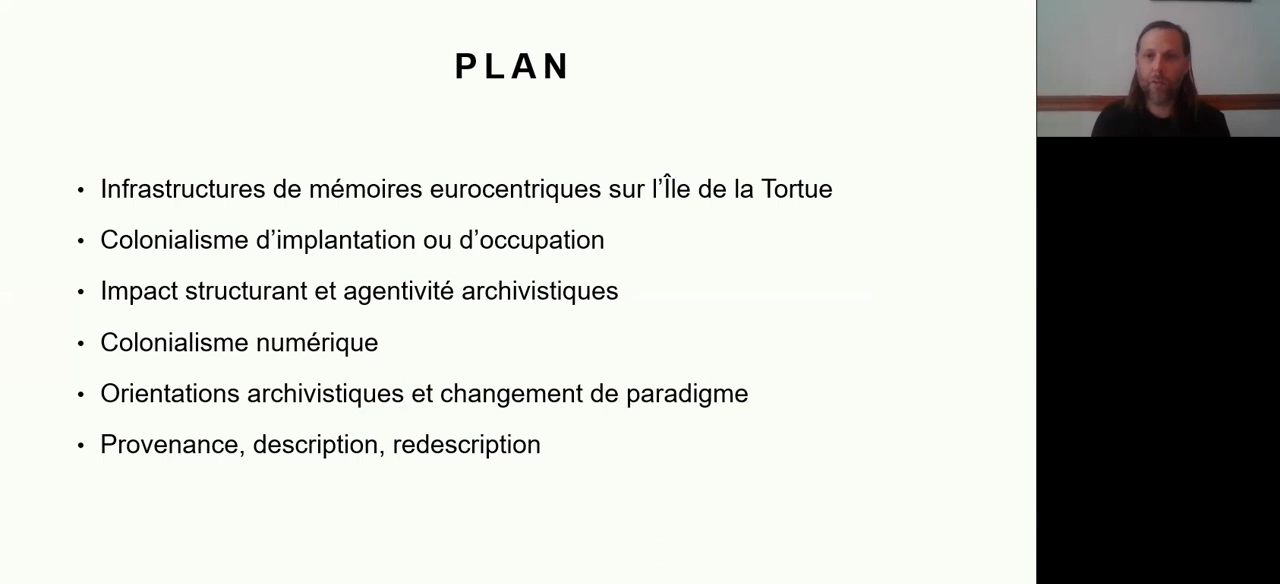 PLAN
• Infrastructures de mémoires eurocentriques sur l’Île de la Tortue
• Colonialisme d’implantation ou d’occupation
• Impact structurant et agentivité archivistiques
• Colonialisme numérique
• Orientations archivistiques et changement de paradigme
• Provenance, description, redescription